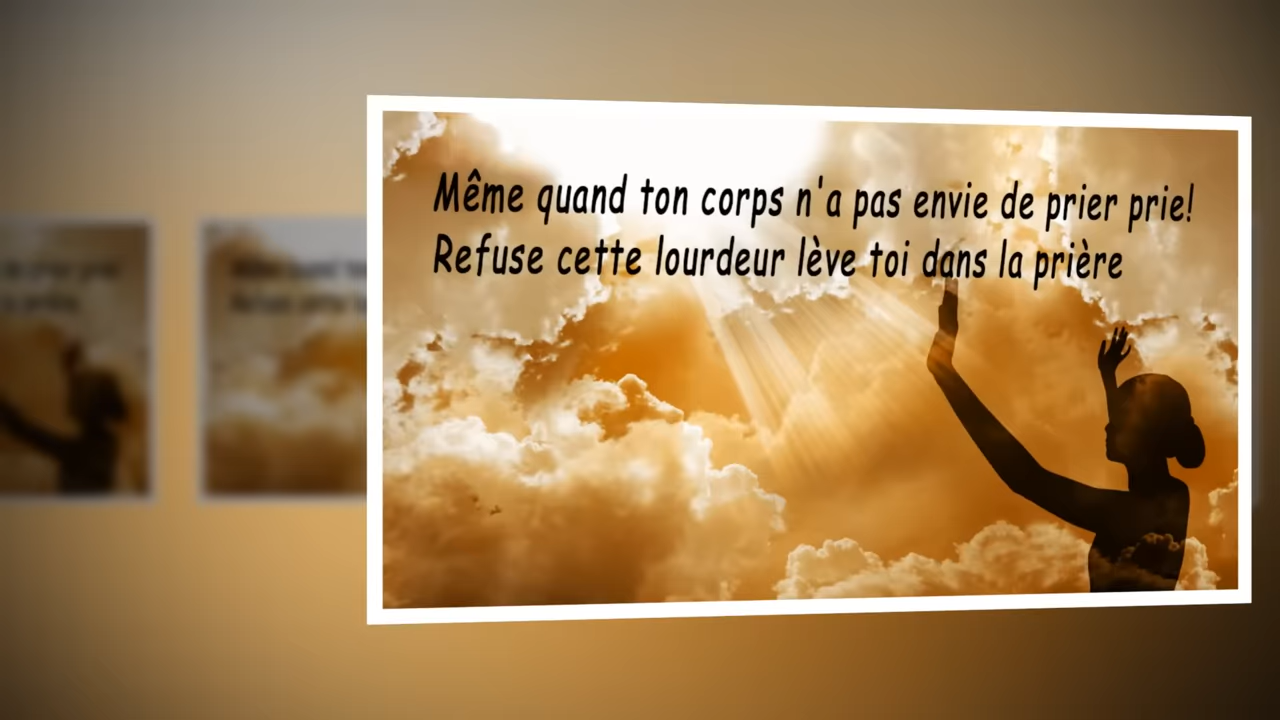 Même quand ton corps n'a pas envie de prier prie!
Refuse cette lourdeur lève toi dans la prière